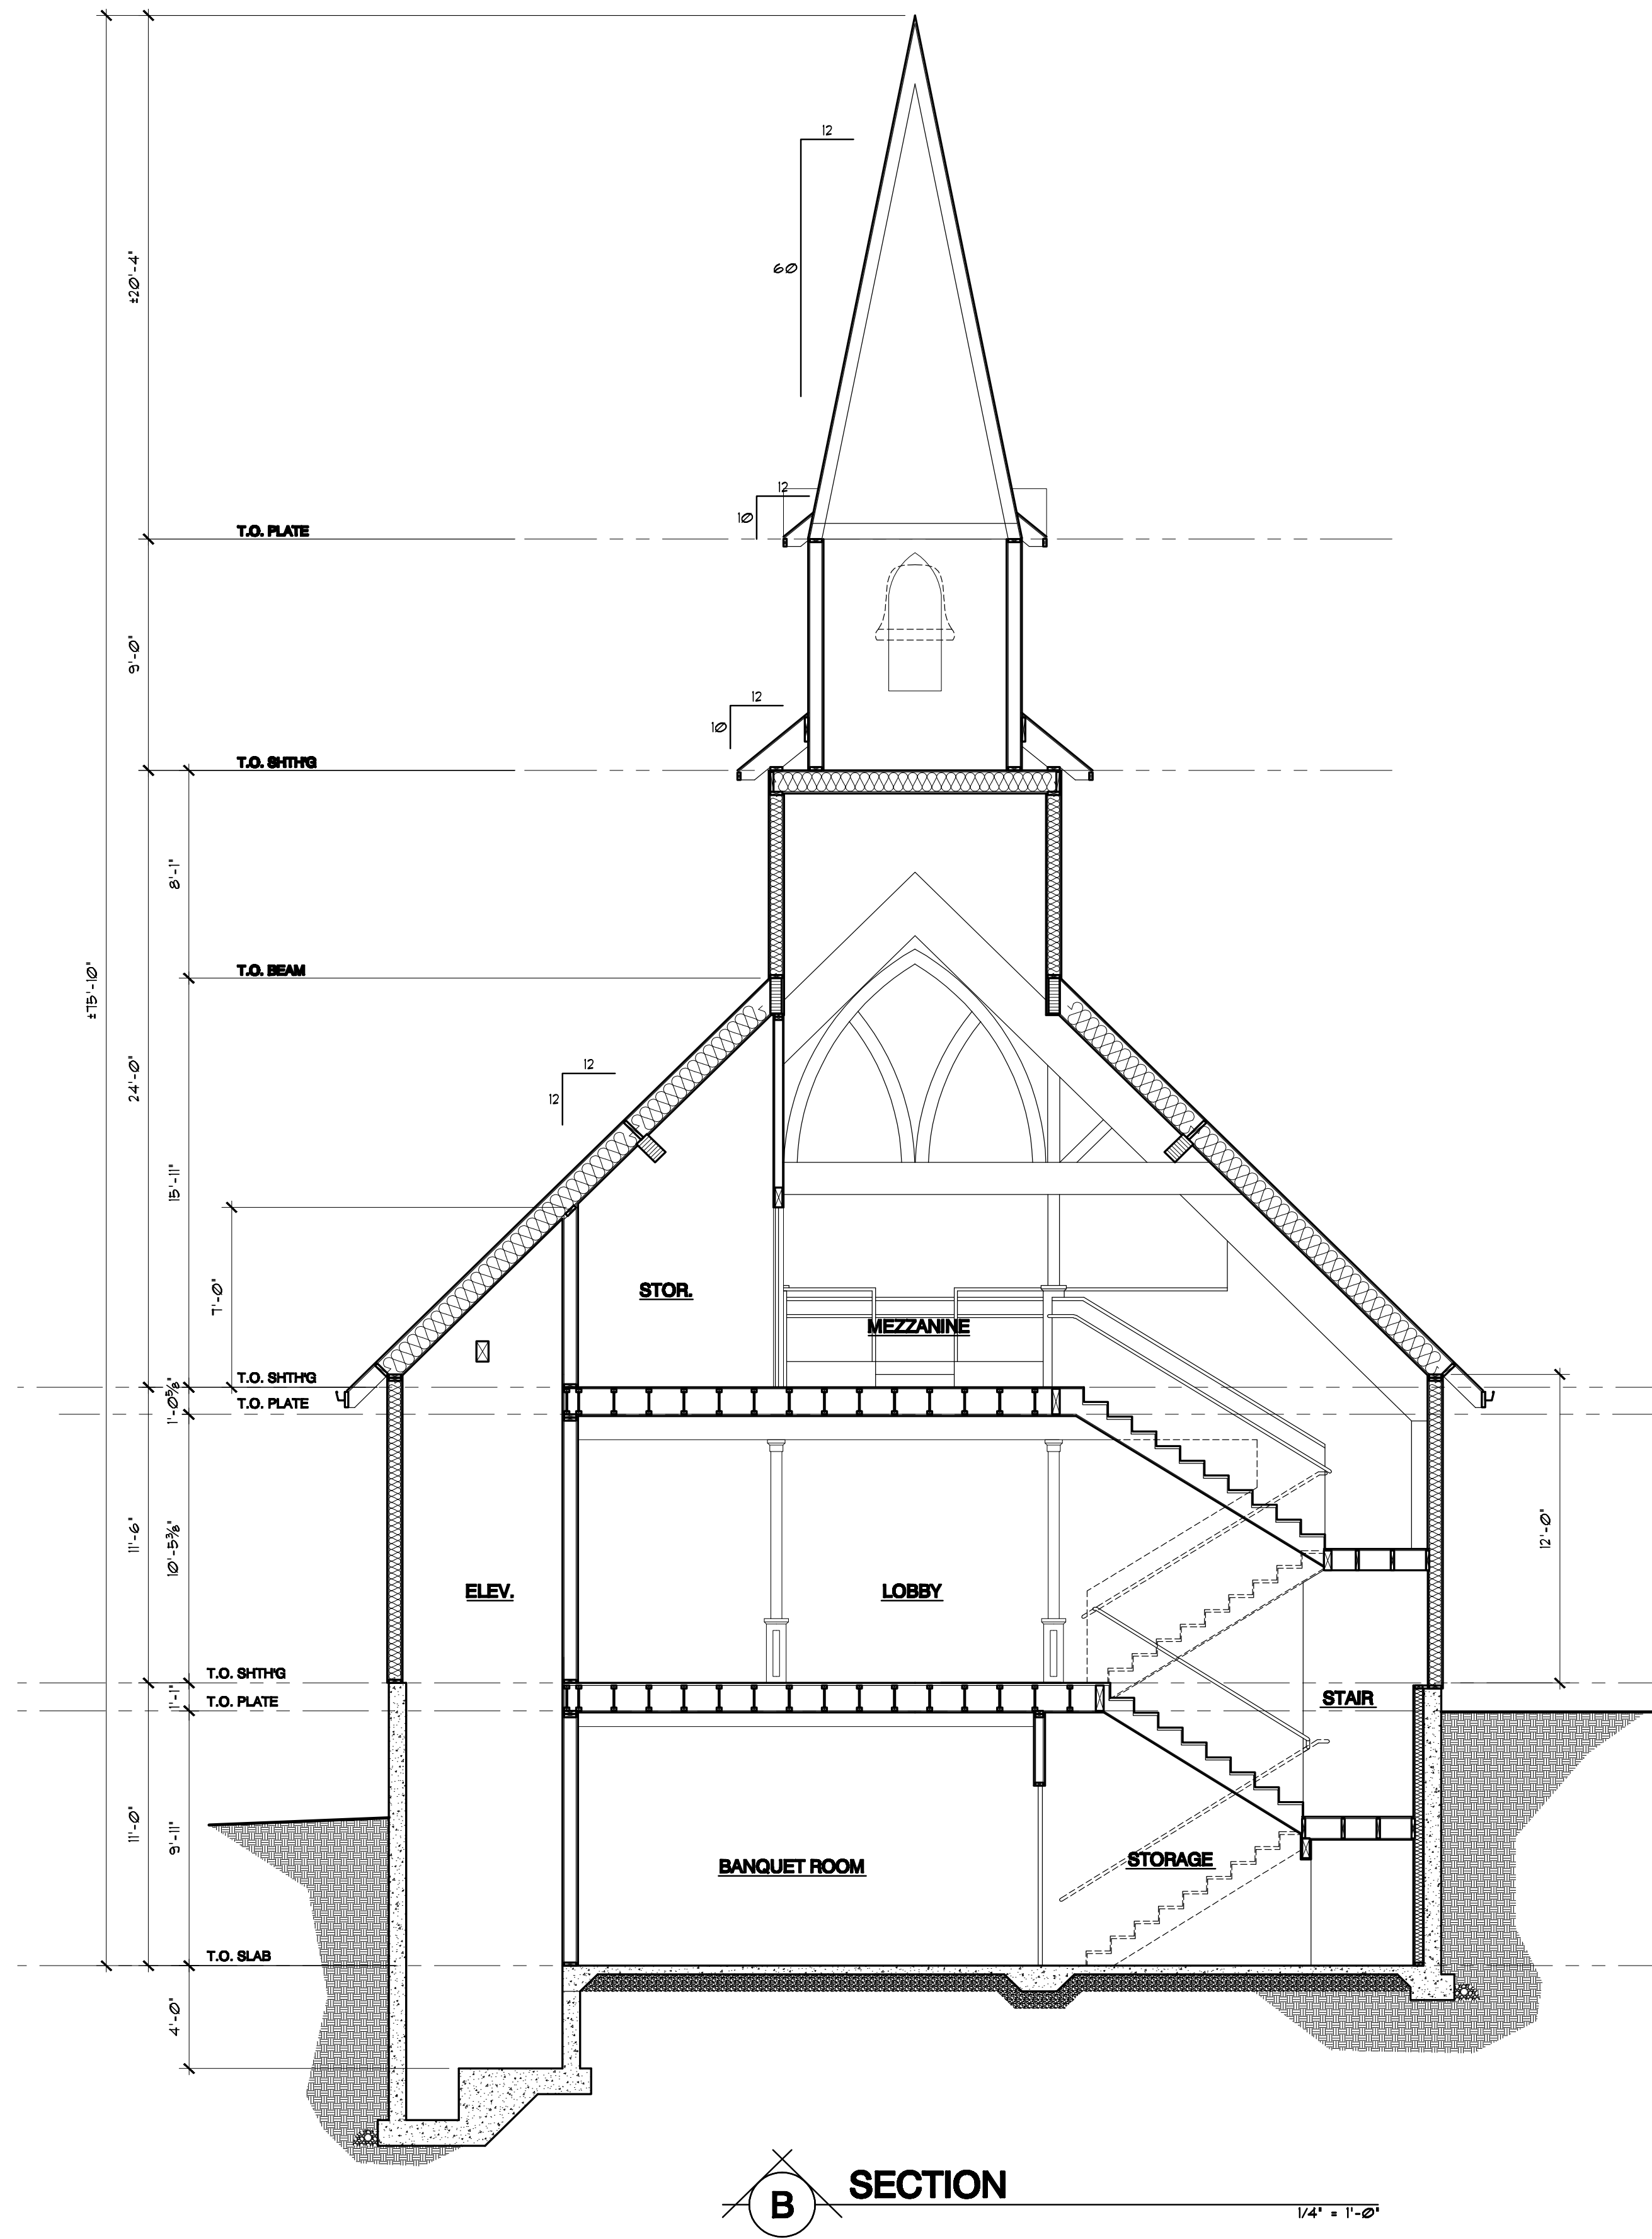 12
60
±20'-4"
12
10
T.O. PLATE
9'-0"
12
10
T.O. SHTH'G
8'-1"
T.O. BEAM
±75'-10"
24'-0"
12
12
15'-11"
7'-0"
STOR.
MEZZANINE
T.O. SHTH'G
1'-0⅝"
T.O. PLATE
11'-6"
10'-5⅜"
12'-0"
ELEV.
LOBBY
T.O. SHTH'G
1'-1"
T.O. PLATE
STAIR
11'-0"
9'-11"
BANQUET ROOM
STORAGE
T.O. SLAB
4'-0"
B
SECTION
1/4" = 1'-0"